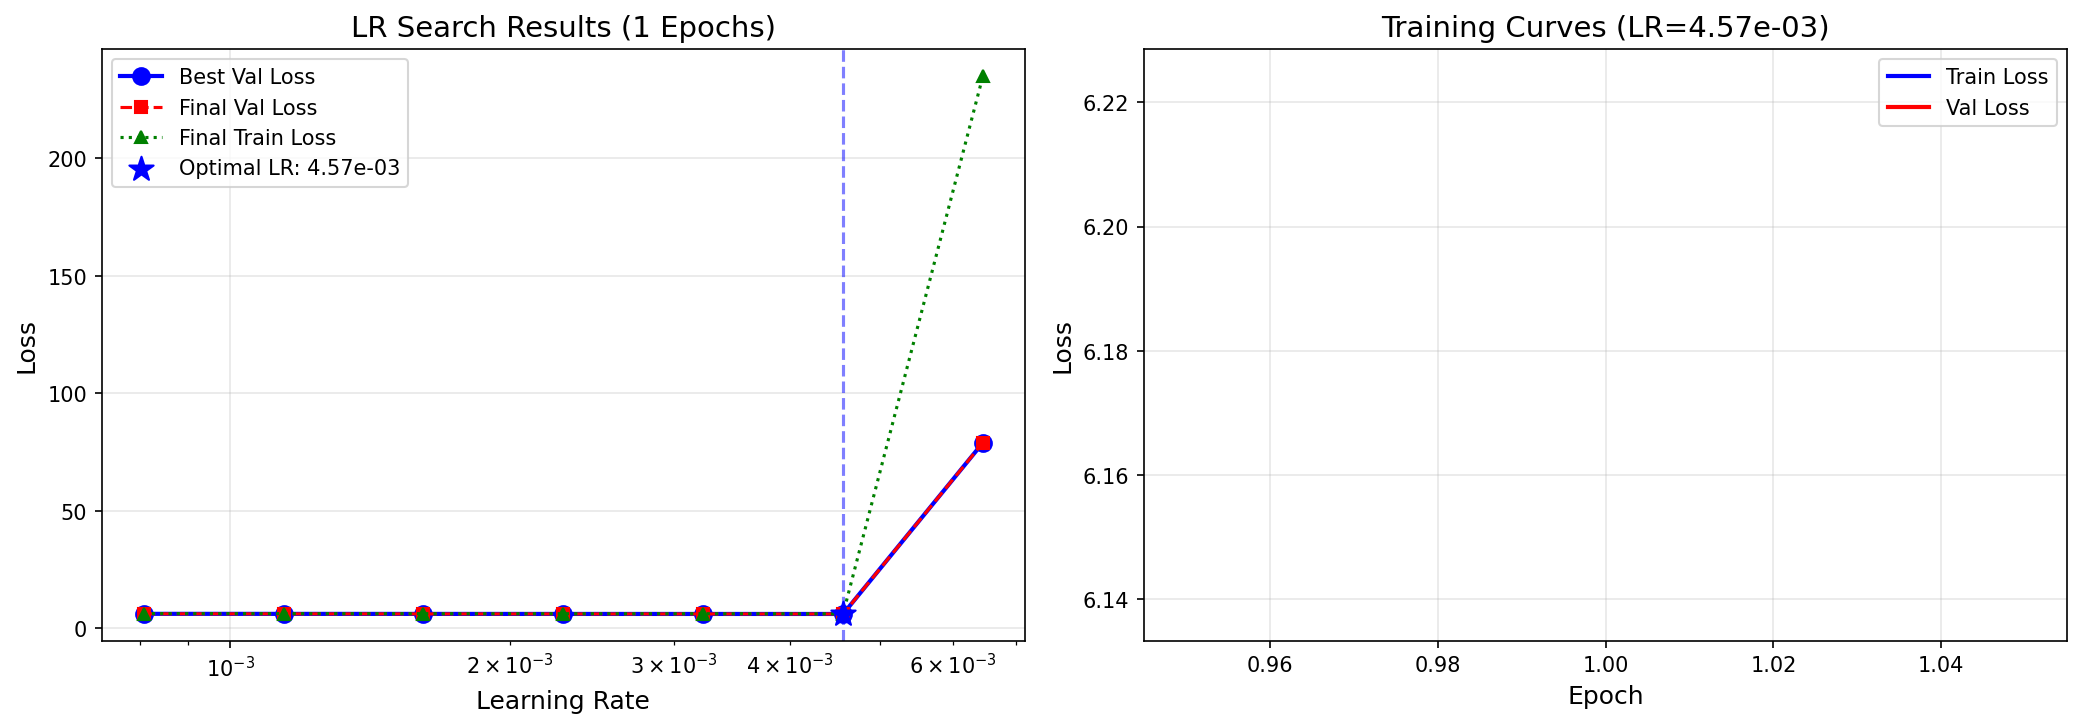 LR Search Results (1 Epochs)
Best Val Loss
Final Val Loss
Final Train Loss
Optimal LR: 4.57e-03
Loss
200
150
100
50
0
10⁻³
2 × 10⁻³
3 × 10⁻³
4 × 10⁻³
6 × 10⁻³
Learning Rate
Training Curves (LR=4.57e-03)
Train Loss
Val Loss
Loss
6.22
6.20
6.18
6.16
6.14
0.96
0.98
1.00
1.02
1.04
Epoch